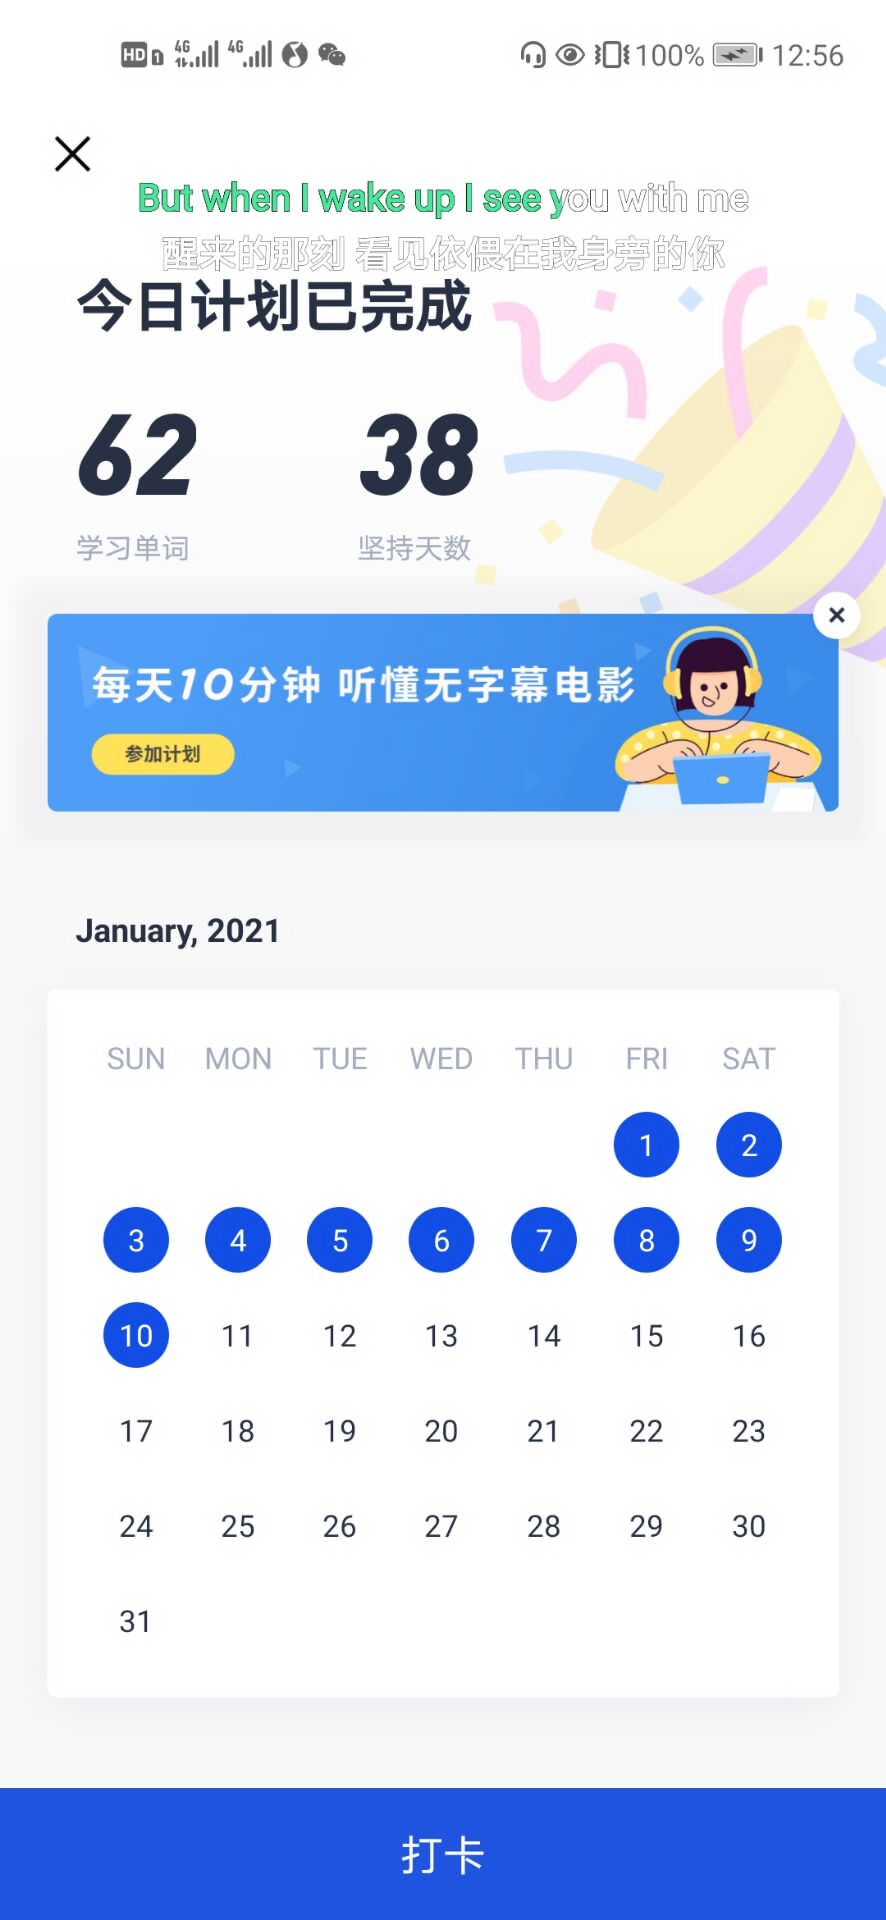 HD 1 4G 4G 100% 12:56
But when I wake up I see you with me
醒来的那刻 看见依偎在我身旁的你
今日计划已完成
62 38
学习单词 坚持天数
每天10分钟 听懂无字幕电影
参加计划
January, 2021
SUN MON TUE WED THU FRI SAT
1 2
3 4 5 6 7 8 9
10 11 12 13 14 15 16
17 18 19 20 21 22 23
24 25 26 27 28 29 30
31
打卡